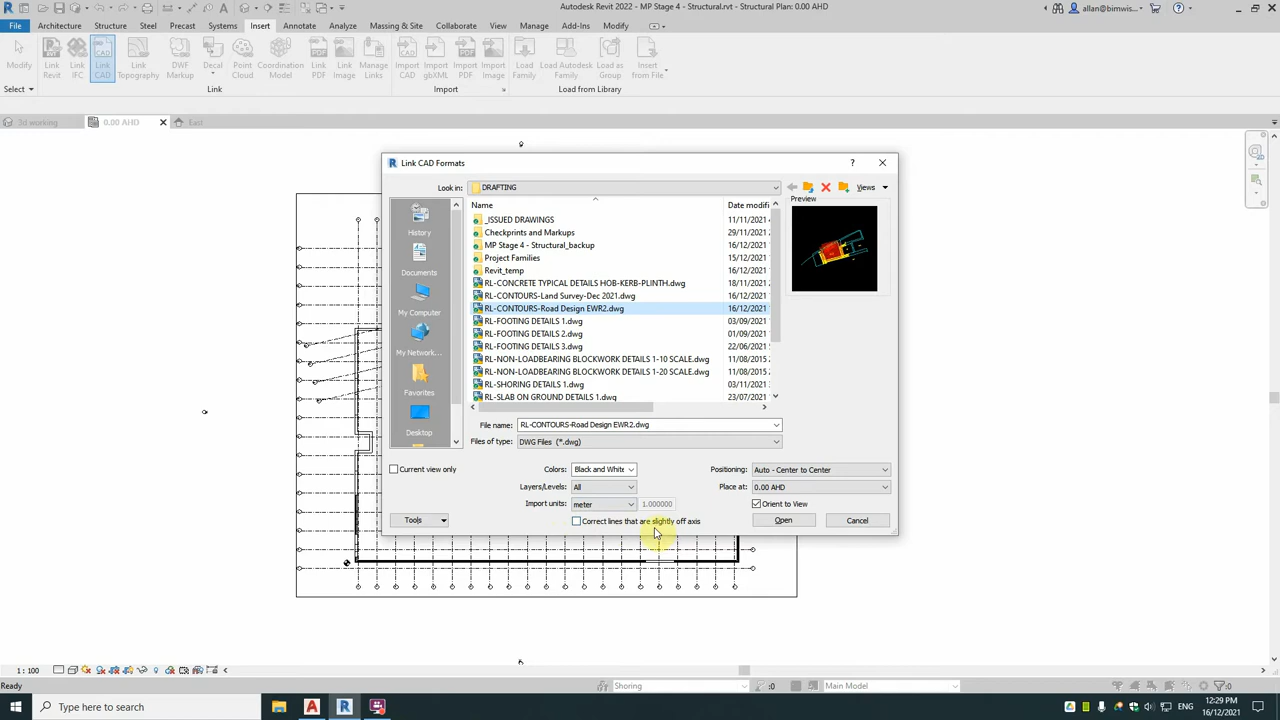 Autodesk Revit 2022 - MP Stage 4 - Structural.rvt - Structural Plan: 0.00 AHD
allan@bimwis...
File Architecture Structure Steel Precast Systems Insert Annotate Analyze Massing & Site Collaborate View Manage Add-Ins Modify
Modify
Link Revit
Link IFC
Link CAD
Link Topography
DWF Markup
Decal
Point Cloud
Coordination Model
Link PDF
Link Image
Manage Links
Import CAD
Import gbXML
Import PDF
Import Image
Load Family
Load Autodesk Family
Load as Group
Insert from File
Select Link Import Load from Library
3d working 0.00 AHD East
Link CAD Formats
Look in: DRAFTING Views
Name Date modifi Preview
_ISSUED DRAWINGS 11/11/2021
Checkprints and Markups 29/11/2021
MP Stage 4 - Structural_backup 16/12/2021
Project Families 15/12/2021
Revit_temp 16/12/2021
RL-CONCRETE TYPICAL DETAILS HOB-KERB-PLINTH.dwg 18/11/2021
RL-CONTOURS-Land Survey-Dec 2021.dwg 16/12/2021
RL-CONTOURS-Road Design EWR2.dwg 16/12/2021
RL-FOOTING DETAILS 1.dwg 03/09/2021
RL-FOOTING DETAILS 2.dwg 01/09/2021
RL-FOOTING DETAILS 3.dwg 22/06/2021
RL-NON-LOADBEARING BLOCKWORK DETAILS 1-10 SCALE.dwg 11/08/2015
RL-NON-LOADBEARING BLOCKWORK DETAILS 1-20 SCALE.dwg 11/08/2015
RL-SHORING DETAILS 1.dwg 03/11/2021
RL-SLAB ON GROUND DETAILS 1.dwg 23/07/2021
History
Documents
My Computer
My Network...
Favorites
Desktop
File name: RL-CONTOURS-Road Design EWR2.dwg
Files of type: DWG Files (*.dwg)
Current view only Colors: Black and White Positioning: Auto - Center to Center
Layers/Levels: All Place at: 0.00 AHD
Import units: meter 1.000000 Orient to View
Tools Correct lines that are slightly off axis Open Cancel
1 : 100
Ready Shoring :0 Main Model :0
Type here to search ENG 12:29 PM
16/12/2021